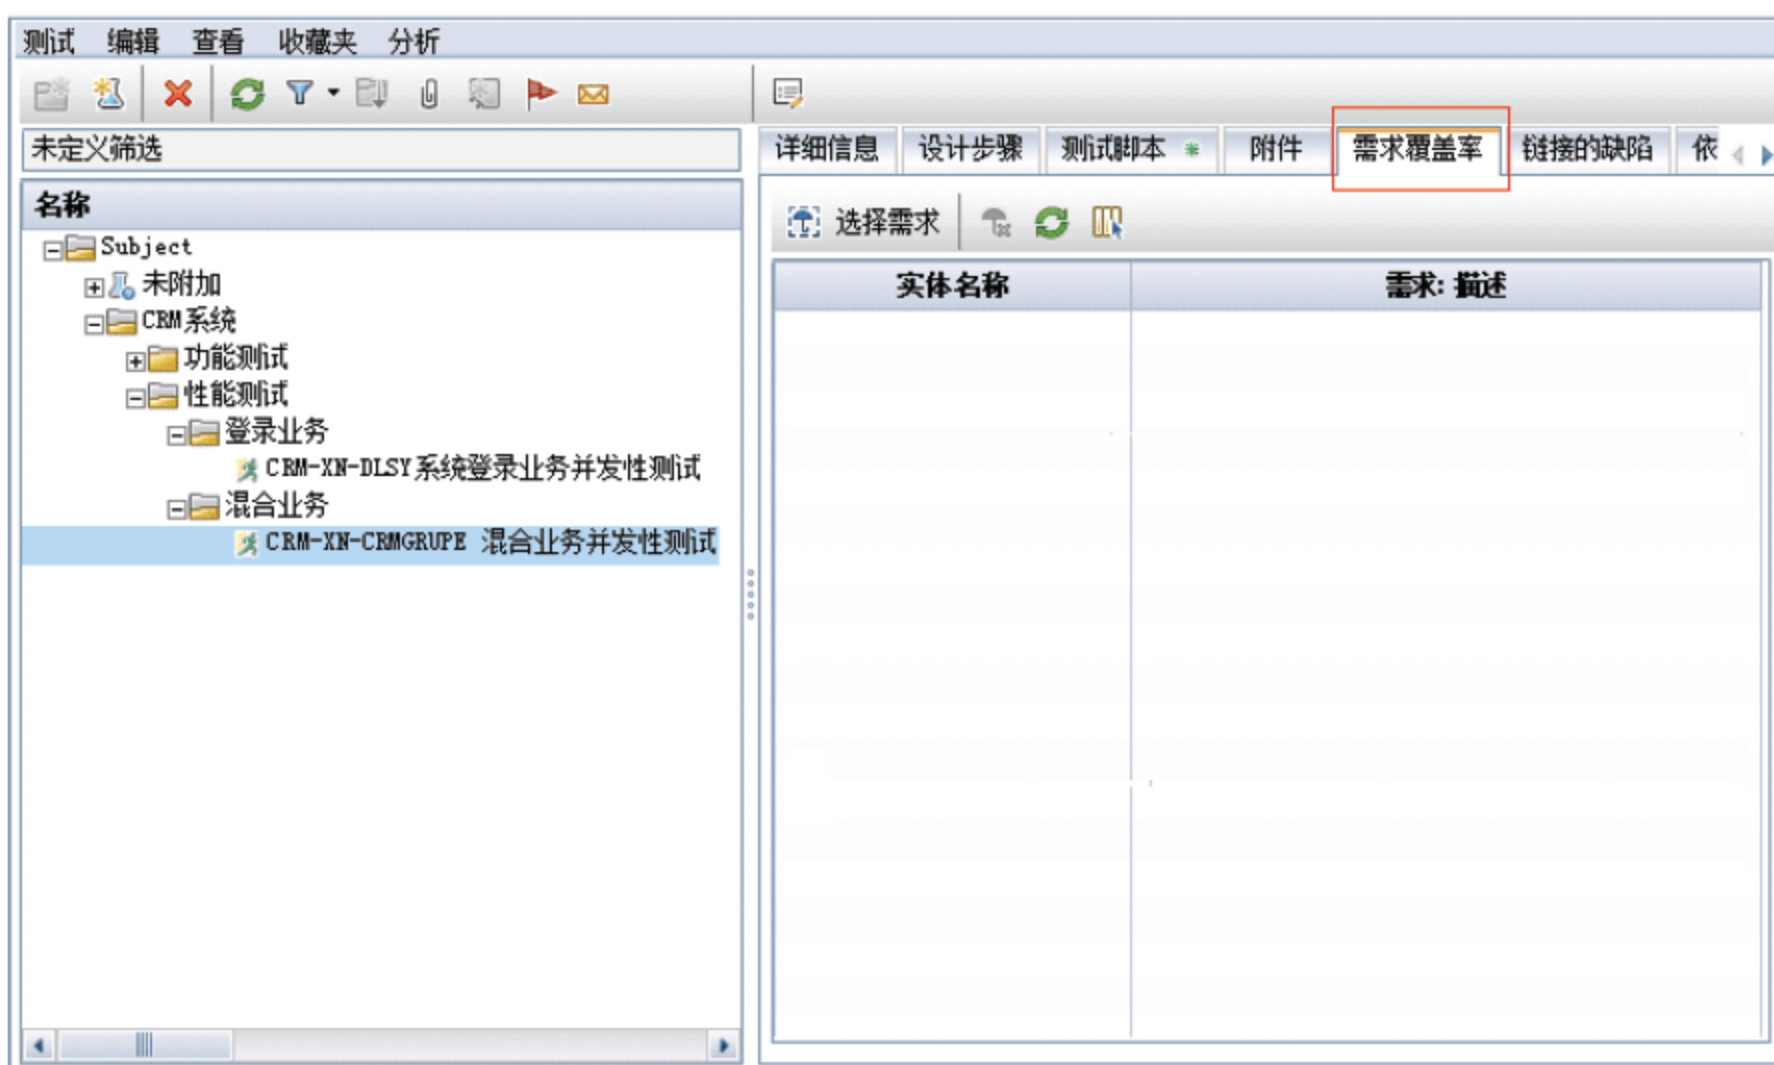 测试 编辑 查看 收藏夹 分析
未定义筛选
名称
Subject
未附加
CRM系统
功能测试
性能测试
登录业务
CRM-XN-DLSY系统登录业务并发性测试
混合业务
CRM-XN-CRMGRUPE 混合业务并发性测试
详细信息 设计步骤 测试脚本 * 附件 需求覆盖率 链接的缺陷 依
选择需求
实体名称 需求: 描述